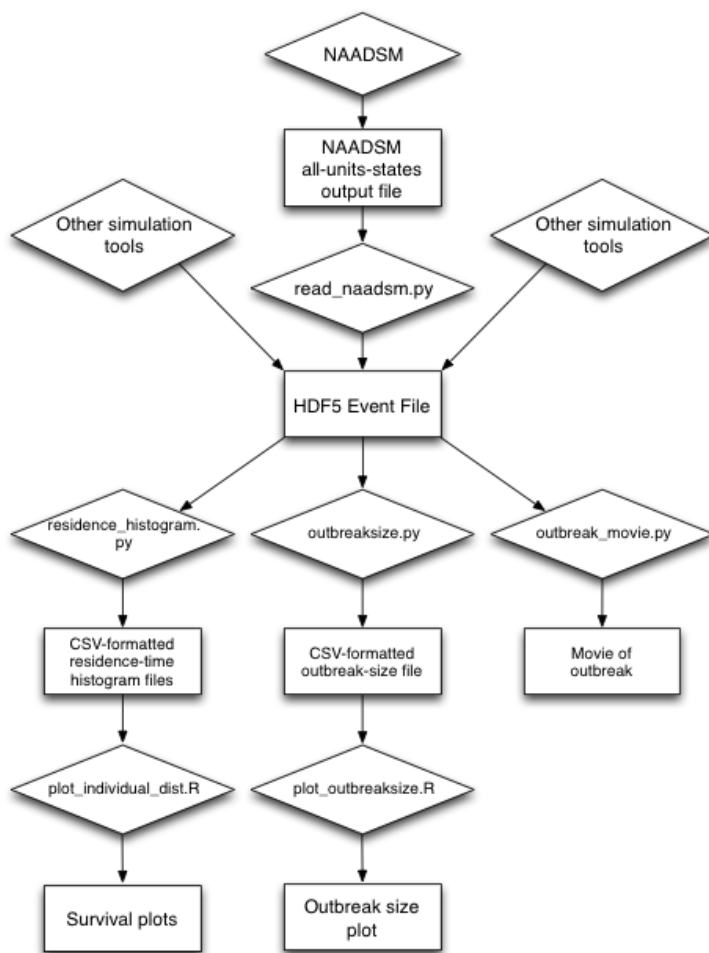 NAADSM
NAADSM
all-units-states
output file
Other simulation
tools
Other simulation
tools
read_naadsm.py
HDF5 Event File
residence_histogram.
py
outbreaksize.py
outbreak_movie.py
CSV-formatted
residence-time
histogram files
CSV-formatted
outbreak-size file
Movie of
outbreak
plot_individual_dist.R
plot_outbreaksize.R
Survival plots
Outbreak size
plot